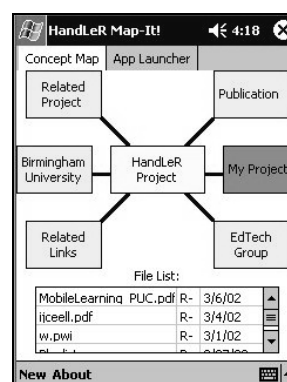 HandLeR Map-It! 4:18
Concept Map App Launcher
Related
Project
Publication
Birmingham
University
HandLeR
Project
My Project
Related
Links
EdTech
Group
File List:
MobileLearning PUC.pdf R- 3/6/02
ijceell.pdf R- 3/4/02
w.pwi R- 3/1/02
New About